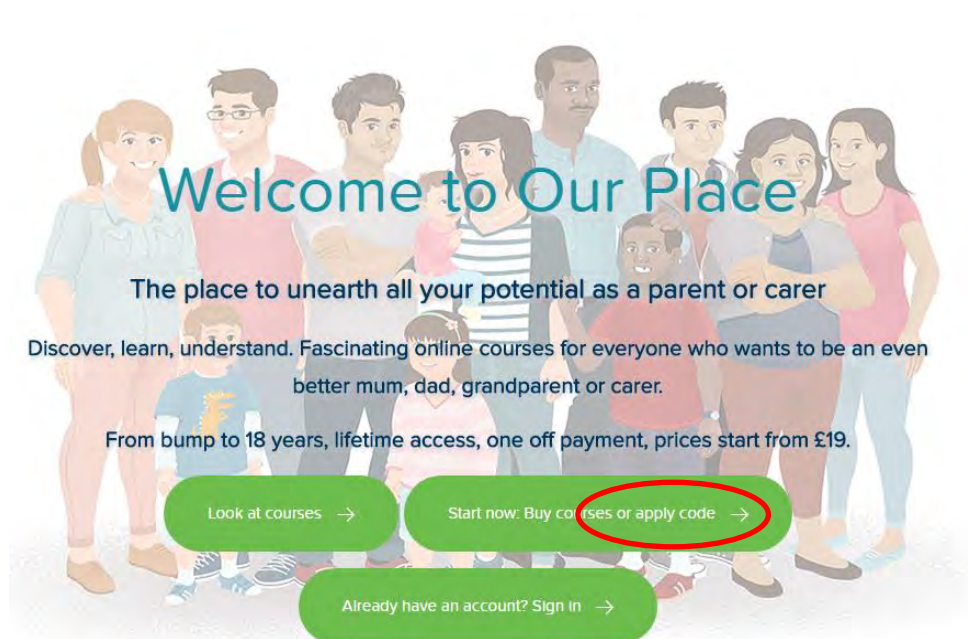 Welcome to Our Place
The place to unearth all your potential as a parent or carer
Discover, learn, understand. Fascinating online courses for everyone who wants to be an even
better mum, dad, grandparent or carer.
From bump to 18 years, lifetime access, one off payment, prices start from £19.
Look at courses →
Start now: Buy courses or apply code →
Already have an account? Sign in →